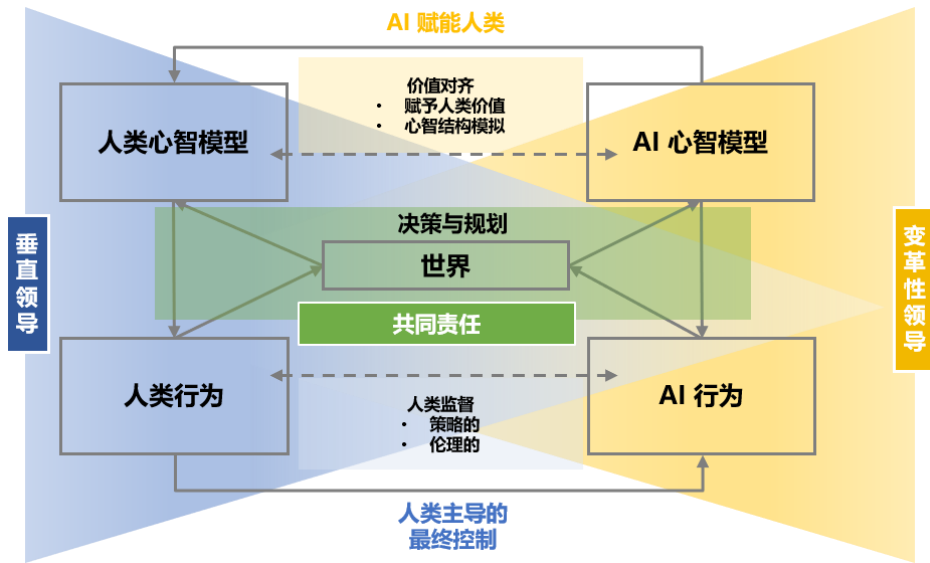 AI 赋能人类
价值对齐
• 赋予人类价值
• 心智结构模拟
人类心智模型
AI 心智模型
决策与规划
世界
共同责任
垂直领导
变革性领导
人类行为
AI 行为
人类监督
• 策略的
• 伦理的
人类主导的
最终控制